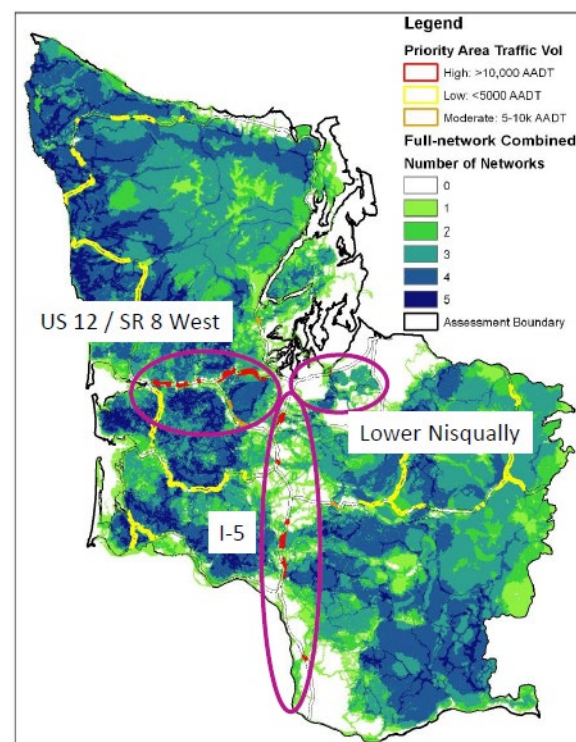 Legend
Priority Area Traffic Vol
High: >10,000 AADT
Low: <5000 AADT
Moderate: 5-10k AADT
Full-network Combined
Number of Networks
0
1
2
3
4
5
Assessment Boundary
US 12 / SR 8 West
Lower Nisqually
I-5